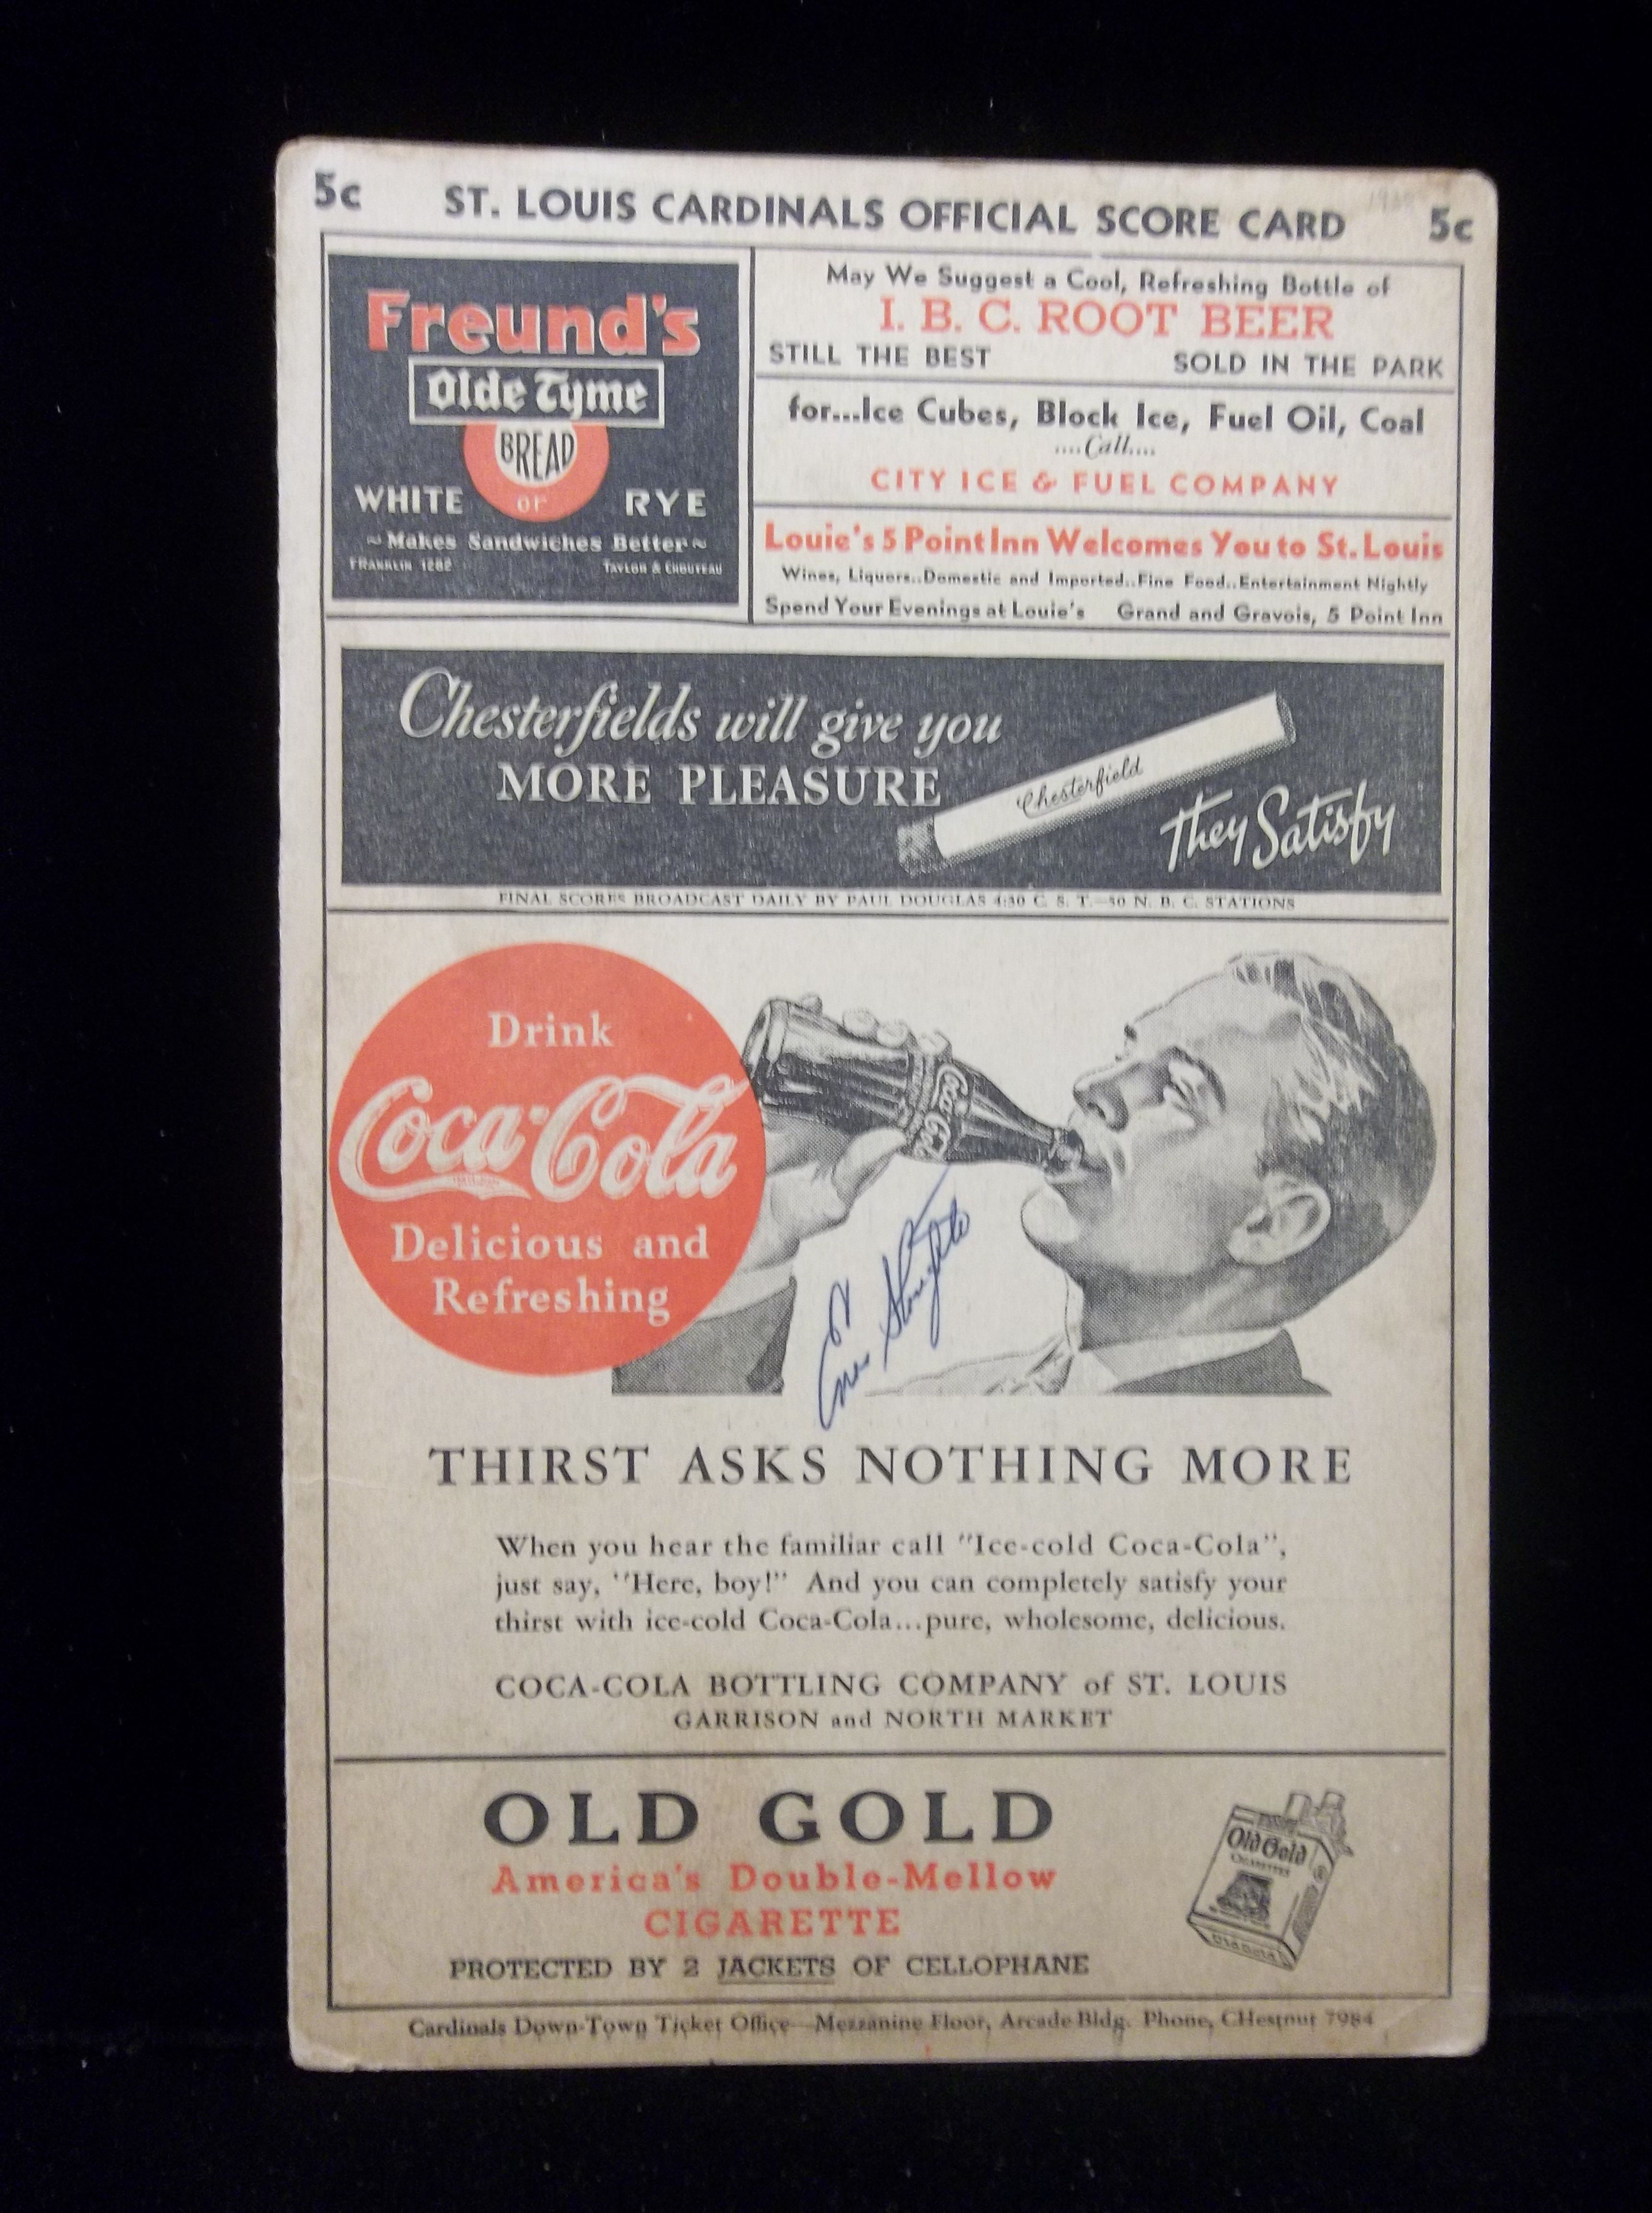 5c ST. LOUIS CARDINALS OFFICIAL SCORE CARD 5c
Freund's
Olde Tyme
BREAD
WHITE or RYE
~Makes Sandwiches Better~
FRANKLIN 1282 TAYLOR & CHOUTEAU
May We Suggest a Cool, Refreshing Bottle of
I. B. C. ROOT BEER
STILL THE BEST SOLD IN THE PARK
for...Ice Cubes, Block Ice, Fuel Oil, Coal
....Call....
CITY ICE & FUEL COMPANY
Louie's 5 Point Inn Welcomes You to St. Louis
Wines, Liquors..Domestic and Imported..Fine Food..Entertainment Nightly
Spend Your Evenings at Louie's Grand and Gravois, 5 Point Inn
Chesterfields will give you
MORE PLEASURE
Chesterfield
They Satisfy
FINAL SCORES BROADCAST DAILY BY PAUL DOUGLAS 4:30 C. S. T.—50 N. B. C. STATIONS
Drink
Coca-Cola
Delicious and
Refreshing
Coca-Cola
Enos Slaughter
THIRST ASKS NOTHING MORE
When you hear the familiar call "Ice-cold Coca-Cola",
just say, "Here, boy!" And you can completely satisfy your
thirst with ice-cold Coca-Cola...pure, wholesome, delicious.
COCA-COLA BOTTLING COMPANY of ST. LOUIS
GARRISON and NORTH MARKET
OLD GOLD
America's Double-Mellow
CIGARETTE
PROTECTED BY 2 JACKETS OF CELLOPHANE
Old Gold
CIGARETTES
OLD GOLD
Cardinals Down-Town Ticket Office—Mezzanine Floor, Arcade Bldg. Phone, CHestnut 7984